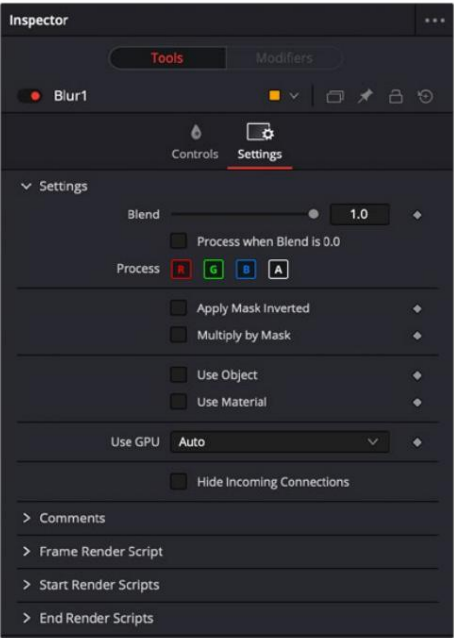 Inspector
Tools Modifiers
Blur1
Controls Settings
Settings
Blend 1.0
Process when Blend is 0.0
Process R G B A
Apply Mask Inverted
Multiply by Mask
Use Object
Use Material
Use GPU Auto
Hide Incoming Connections
Comments
Frame Render Script
Start Render Scripts
End Render Scripts